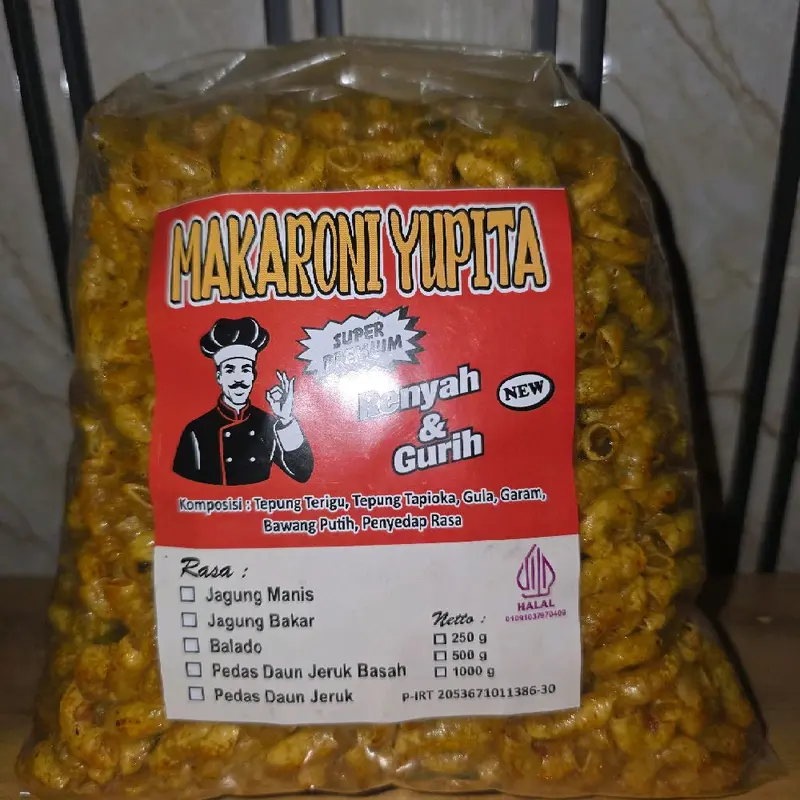 MAKARONI YUPITA
SUPER
PREMIUM
Renyah
&
Gurih
NEW
Komposisi : Tepung Terigu, Tepung Tapioka, Gula, Garam,
Bawang Putih, Penyedap Rasa
Rasa :
Jagung Manis
Jagung Bakar
Balado
Pedas Daun Jeruk Basah
Pedas Daun Jeruk
Netto :
250 g
500 g
1000 g
P-IRT 2053671011386-30
HALAL